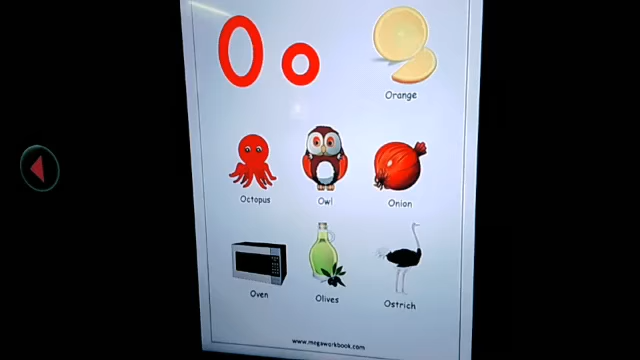 O o
Orange
Octopus Owl Onion
Oven Olives Ostrich
www.megaworkbook.com